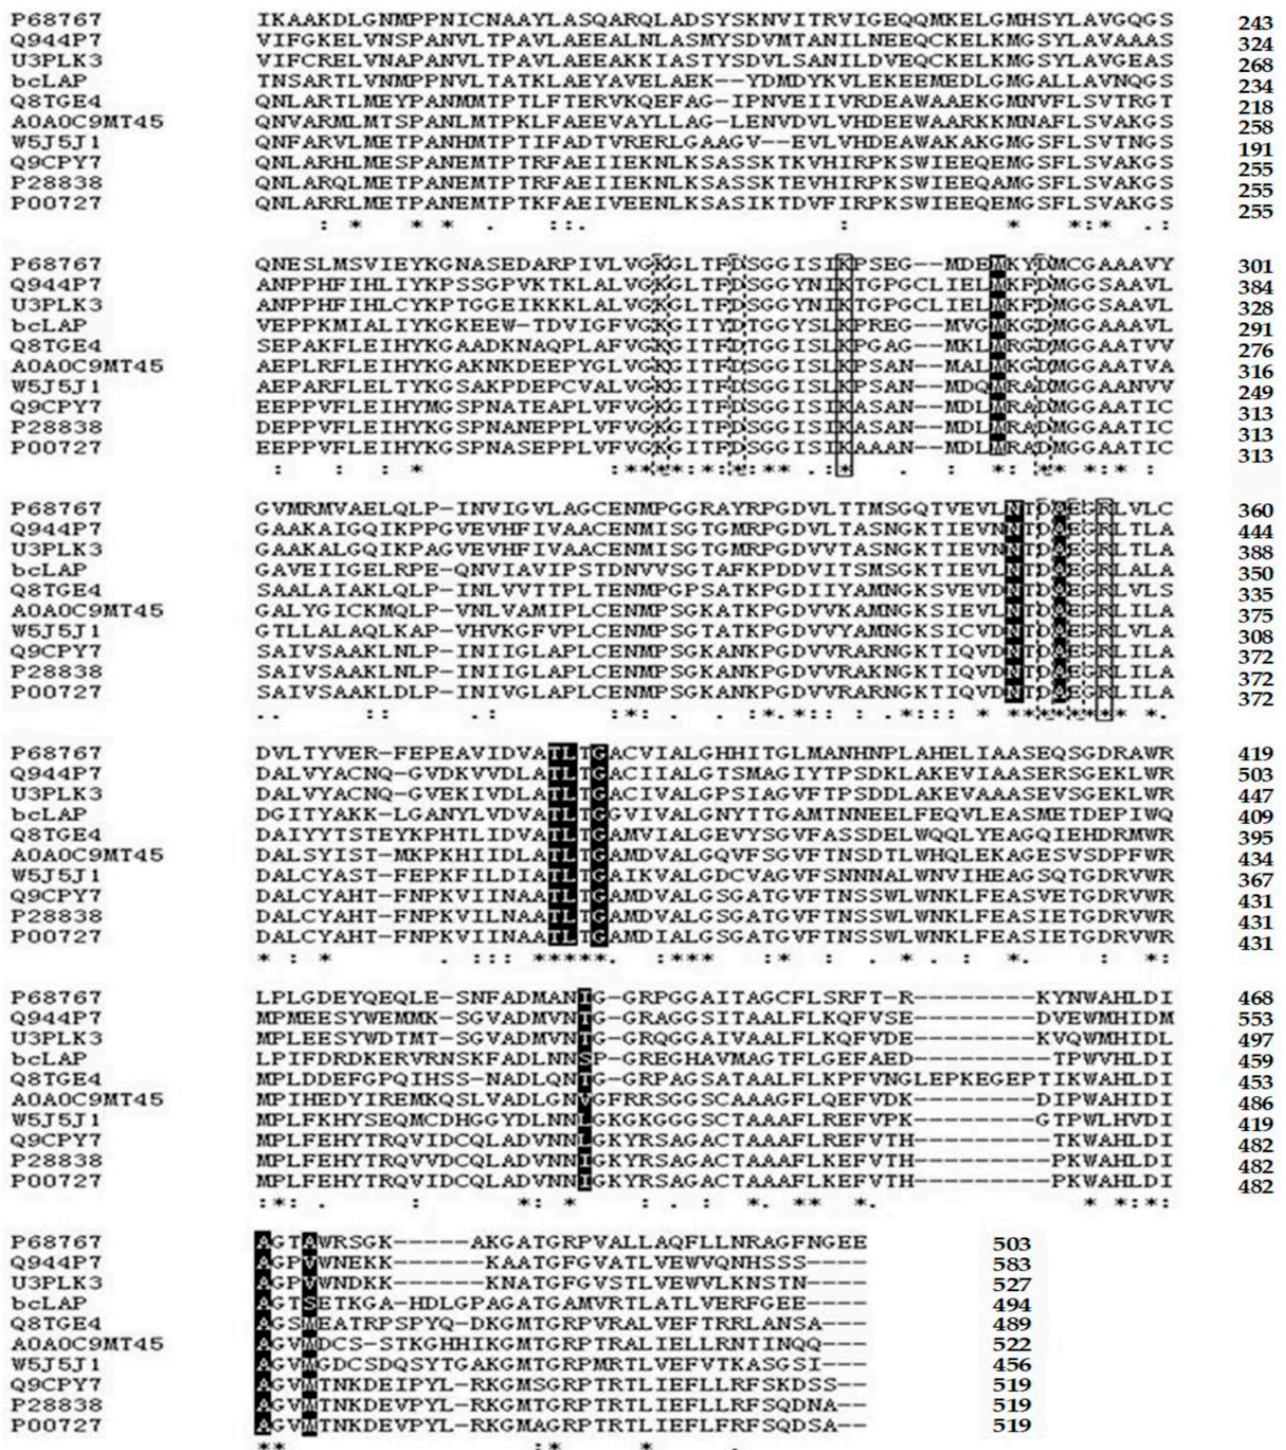 P68767 IKAAKDLGNMPPNICNAAYLASQARQLADSYSKNVITRVIGEQQMKELGMHSYLAVGQGS 243
Q944P7 VIFGKELVNSPANVLTPAVLAEEALNLASMYSDVMTANILNEEQCKELKMGSYLAVAAAS 324
U3PLK3 VIFCRELVNAPANVLTPAVLAEEAKKIASTYSDVLSANILDVEQCKELKMGSYLAVGEAS 268
bcLAP TNSARTLVNMPPNVLTATKLAEYAVELAEK--YDMDYKVLEKEEMEDLGMGALLAVNQGS 234
Q8TGE4 QNLARTLMEYPANMMTPTLFTERVKQEFAG-IPNVEIIVRDEAWAAEKGMNVFLSVTRGT 218
A0A0C9MT45 QNVARMLMTSPANLMTPKLFAEEVAYLLAG-LENVDVLVHDEEWAARKKMNAFLSVAKGS 258
W5J5J1 QNFARVLMETPANHMTPTIFADTVRERLGAAGV--EVLVHDEAWAKAKGMGSFLSVTNGS 191
Q9CPY7 QNLARHLMESPANEMTPTRFAEIIEKNLKSASSKTKVHIRPKSWIEEQEMGSFLSVAKGS 255
P28838 QNLARQLMETPANEMTPTRFAEIIEKNLKSASSKTEVHIRPKSWIEEQAMGSFLSVAKGS 255
P00727 QNLARRLMETPANEMTPTKFAEIVEENLKSASIKTDVFIRPKSWIEEQEMGSFLSVAKGS 255
: * * * . ::. : * *:* .:
P68767 QNESLMSVIEYKGNASEDARPIVLVGKGLTFDSGGISIKPSEG--MDEMKYDMCGAAAVY 301
Q944P7 ANPPHFIHLIYKPSSGPVKTKLALVGKGLTFDSGGYNIKTGPGCLIELMKFDMGGSAAVL 384
U3PLK3 ANPPHFIHLCYKPTGGEIKKKLALVGKGLTFDSGGYNIKTGPGCLIELMKFDMGGSAAVL 328
bcLAP VEPPKMIALIYKGKEEW-TDVIGFVGKGITYDTGGYSLKPREG--MVGMKGDMGGAAAVL 291
Q8TGE4 SEPAKFLEIHYKGAADKNAQPLAFVGKGITFDTGGISLKPGAG--MKLMRGDMGGAATVV 276
A0A0C9MT45 AEPLRFLEIHYKGAKNKDEEPYGLVGKGITFDSGGISLKPSAN--MALMKGDMGGAATVA 316
W5J5J1 AEPARFLELTYKGSAKPDEPCVALVGKGITFDSGGISLKPSAN--MDQMRADMGGAANVV 249
Q9CPY7 EEPPVFLEIHYMGSPNATEAPLVFVGKGITFDSGGISIKASAN--MDLMRADMGGAATIC 313
P28838 DEPPVFLEIHYKGSPNANEPPLVFVGKGITFDSGGISIKASAN--MDLMRADMGGAATIC 313
P00727 EEPPVFLEIHYKGSPNASEPPLVFVGKGITFDSGGISIKAAAN--MDLMRADMGGAATIC 313
: : : * :****:*:*:** .:* . : *: ** *:* :
P68767 GVMRMVAELQLP-INVIGVLAGCENMPGGRAYRPGDVLTTMSGQTVEVLNTDAEGRLVLC 360
Q944P7 GAAKAIGQIKPPGVEVHFIVAACENMISGTGMRPGDVLTASNGKTIEVNNTDAEGRLTLA 444
U3PLK3 GAAKALGQIKPAGVEVHFIVAACENMISGTGMRPGDVVTASNGKTIEVNNTDAEGRLTLA 388
bcLAP GAVEIIGELRPE-QNVIAVIPSTDNVVSGTAFKPDDVITSMSGKTIEVLNTDAEGRLALA 350
Q8TGE4 SAALAIAKLQLP-INLVVTTPLTENMPGPSATKPGDIIYAMNGKSVEVDNTDAEGRLVLS 335
A0A0C9MT45 GALYGICKMQLP-VNLVAMIPLCENMPSGKATKPGDVVKAMNGKSIEVLNTDAEGRLILA 375
W5J5J1 GTLLALAQLKAP-VHVKGFVPLCENMPSGTATKPGDVVYAMNGKSICVDNTDAEGRLVLA 308
Q9CPY7 SAIVSAAKLNLP-INIIGLAPLCENMPSGKANKPGDVVRARNGKTIQVDNTDAEGRLILA 372
P28838 SAIVSAAKLNLP-INIIGLAPLCENMPSGKANKPGDVVRAKNGKTIQVDNTDAEGRLILA 372
P00727 SAIVSAAKLDLP-INIVGLAPLCENMPSGKANKPGDVVRARNGKTIQVDNTDAEGRLILA 372
.. :: .: :*: . . :*.*:: : .*::: * ********* *.
P68767 DVLTYVER-FEPEAVIDVATLTGACVIALGHHITGLMANHNPLAHELIAASEQSGDRAWR 419
Q944P7 DALVYACNQ-GVDKVVDLATLTGACIIALGTSMAGIYTPSDKLAKEVIAASERSGEKLWR 503
U3PLK3 DALVYACNQ-GVEKIVDLATLTGACIVALGPSIAGVFTPSDDLAKEVAAASEVSGEKLWR 447
bcLAP DGITYAKK-LGANYLVDVATLTGGVIVALGNYTTGAMTNNEELFEQVLEASMETDEPIWQ 409
Q8TGE4 DAIYYTSTEYKPHTLIDVATLTGAMVIALGEVYSGVFASSDELWQQLYEAGQIEHDRMWR 395
A0A0C9MT45 DALSYIST-MKPKHIIDLATLTGAMDVALGQVFSGVFTNSDTLWHQLEKAGESVSDPFWR 434
W5J5J1 DALCYAST-FEPKFILDIATLTGAIKVALGDCVAGVFSNNNALWNVIHEAGSQTGDRVWR 367
Q9CPY7 DALCYAHT-FNPKVIINAATLTGAMDVALGSGATGVFTNSSWLWNKLFEASVETGDRVWR 431
P28838 DALCYAHT-FNPKVILNAATLTGAMDVALGSGATGVFTNSSWLWNKLFEASIETGDRVWR 431
P00727 DALCYAHT-FNPKVIINAATLTGAMDIALGSGATGVFTNSSWLWNKLFEASIETGDRVWR 431
* : * . ::: *****. :*** :* : . * . : *. : *:
P68767 LPLGDEYQEQLE-SNFADMANIG-GRPGGAITAGCFLSRFT-R---------KYNWAHLDI 468
Q944P7 MPMEESYWEMMK-SGVADMVNTG-GRAGGSITAALFLKQFVSE---------DVEWMHIDM 553
U3PLK3 MPLEESYWDTMT-SGVADMVNTG-GRQGGAIVAALFLKQFVDE---------KVQWMHIDL 497
bcLAP LPIFDRDKERVRNSKFADLNNSP-GREGHAVMAGTFLGEFAED---------TPWVHLDI 459
Q8TGE4 MPLDDEFGPQIHSS-NADLQNTG-GRPAGSATAALFLKPFVNGLEPKEGEPTIKWAHLDI 453
A0A0C9MT45 MPIHEDYIREMKQSLVADLGNVGFGRRSGGSCAAAGFLQEFVDK--------DIPWAHIDI 486
W5J5J1 MPLFKHYSEQMCDHGGYDLNNLGKGKGGGSCTAAAFLREFVPK--------GTPWLHVDI 419
Q9CPY7 MPLFEHYTRQVIDCQLADVNNLGKYRSAGACTAAAFLREFVTH---------TKWAHLDI 482
P28838 MPLFEHYTRQVVDCQLADVNNIGKYRSAGACTAAAFLKEFVTH---------PKWAHLDI 482
P00727 MPLFEHYTRQVIDCQLADVNNIGKYRSAGACTAAAFLKEFVTH---------PKWAHLDI 482
:*: : *: * : . : *. ** *. * *:*:
P68767 AGTAWRSGK-----AKGATGRPVALLAQFLLNRAGFNGEE 503
Q944P7 AGPVWNEKK------KAATGFGVATLVEWVQNHSSS---- 583
U3PLK3 AGPVWNDKK------KNATGFGVSTLVEWVLKNSTN---- 527
bcLAP AGTSETKGA-HDLGPAGATGAMVRTLATLVERFGEE---- 494
Q8TGE4 AGSMEATRPSPYQ-DKGMTGRPVRALVEFTRRLANSA--- 489
A0A0C9MT45 AGVMDCS-STKGHHIKGMTGRPTRALIELLRNTINQQ--- 522
W5J5J1 AGVMGDCSDQSYTGAKGMTGRPMRTLVEFVTKASGSI--- 456
Q9CPY7 AGVMTNKDEIPYL-RKGMSGRPTRTLIEFLLRFSKDSS-- 519
P28838 AGVMTNKDEVPYL-RKGMTGRPTRTLIEFLLRFSQDNA-- 519
P00727 AGVMTNKDEVPYL-RKGMAGRPTRTLIEFLFRFSQDSA-- 519
** :* * .